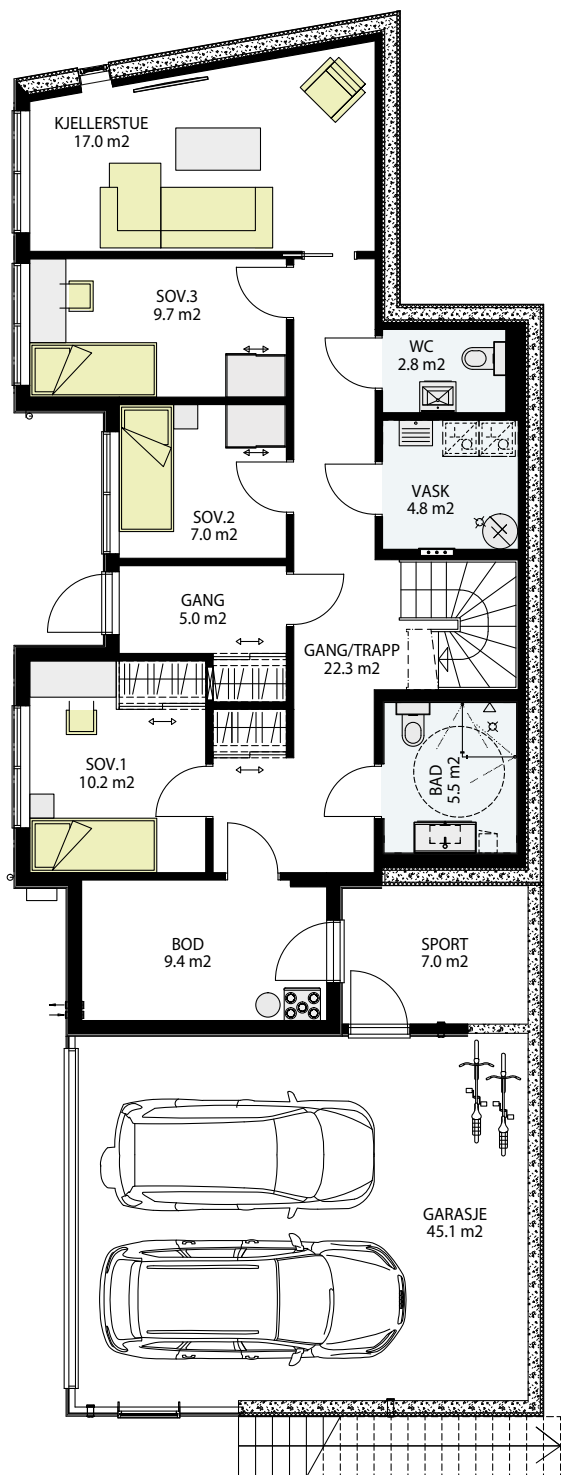 KJELLERSTUE
17.0 m2
SOV.3
9.7 m2
WC
2.8 m2
VASK
4.8 m2
SOV.2
7.0 m2
GANG
5.0 m2
GANG/TRAPP
22.3 m2
SOV.1
10.2 m2
BAD
5.5 m2
BOD
9.4 m2
SPORT
7.0 m2
GARASJE
45.1 m2